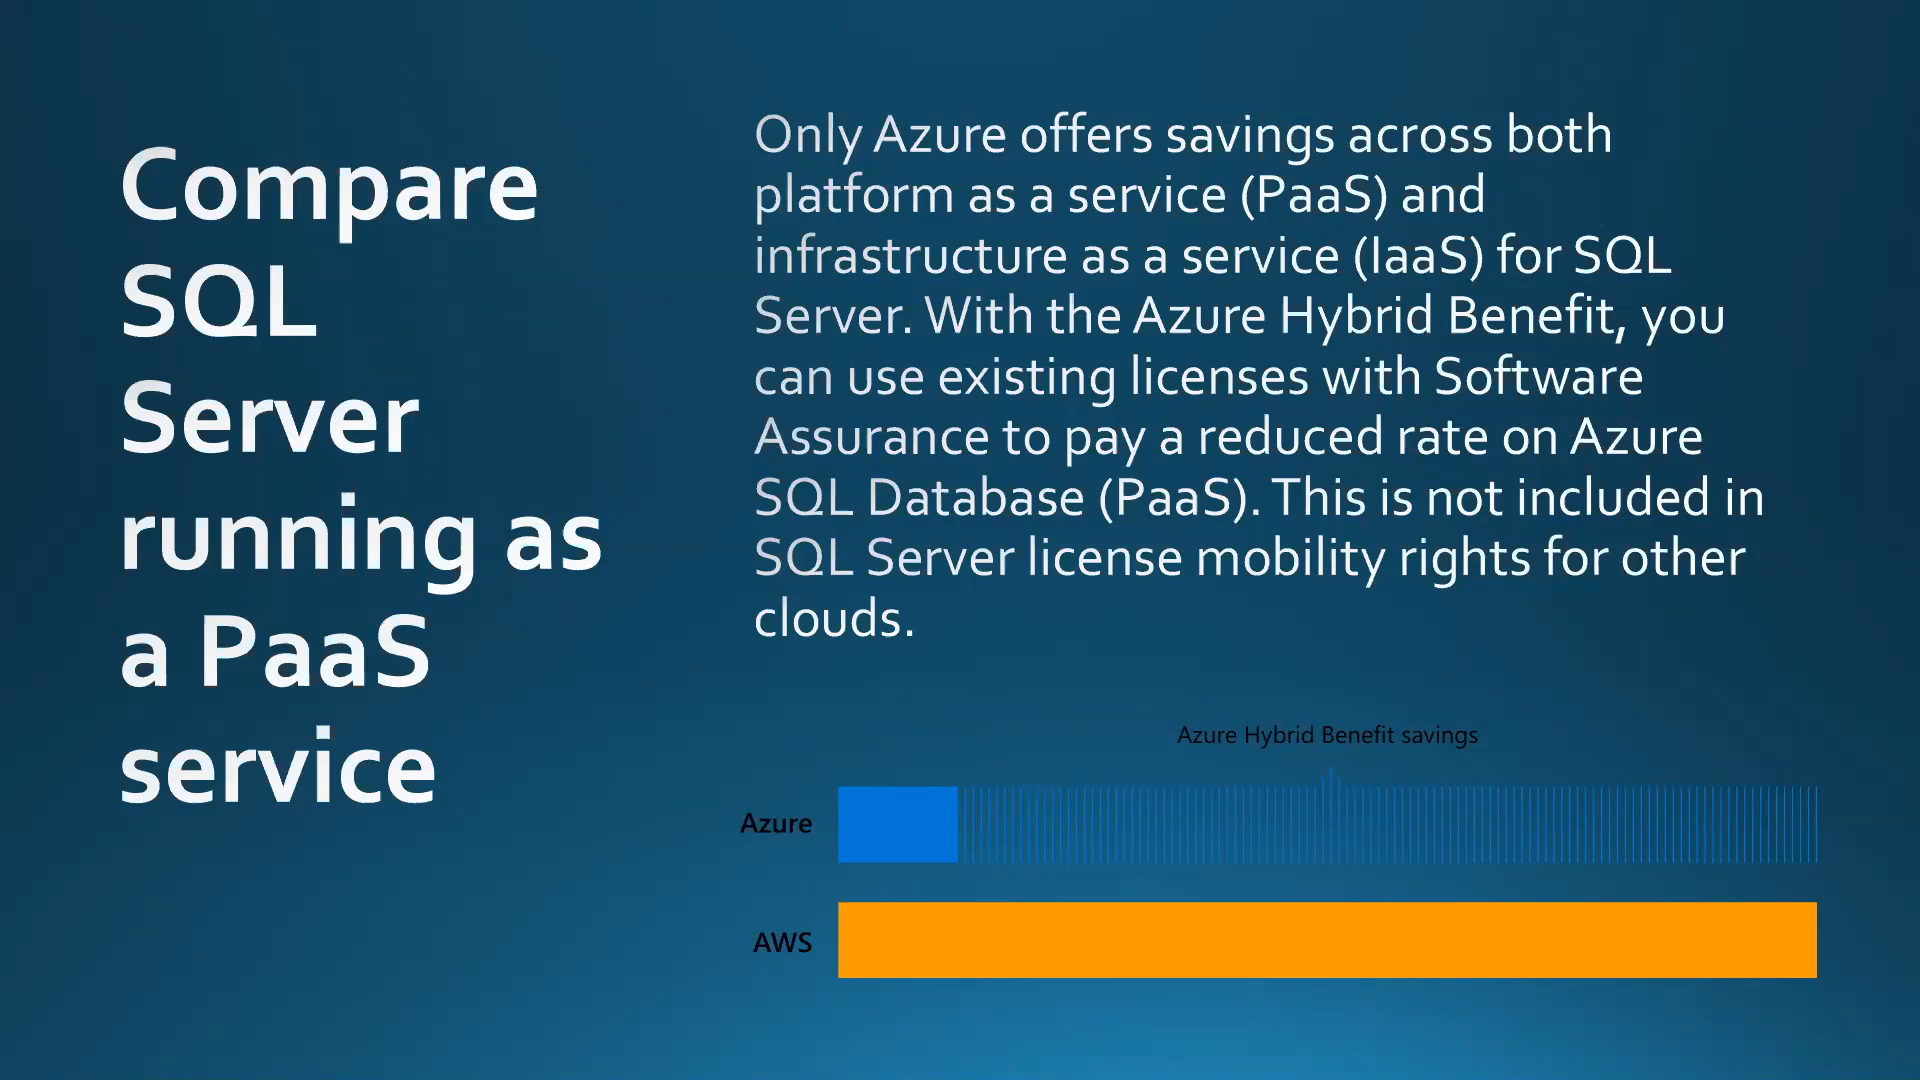 Compare
SQL
Server
running as
a PaaS
service
Only Azure offers savings across both
platform as a service (PaaS) and
infrastructure as a service (IaaS) for SQL
Server. With the Azure Hybrid Benefit, you
can use existing licenses with Software
Assurance to pay a reduced rate on Azure
SQL Database (PaaS). This is not included in
SQL Server license mobility rights for other
clouds.
Azure Hybrid Benefit savings
Azure
AWS